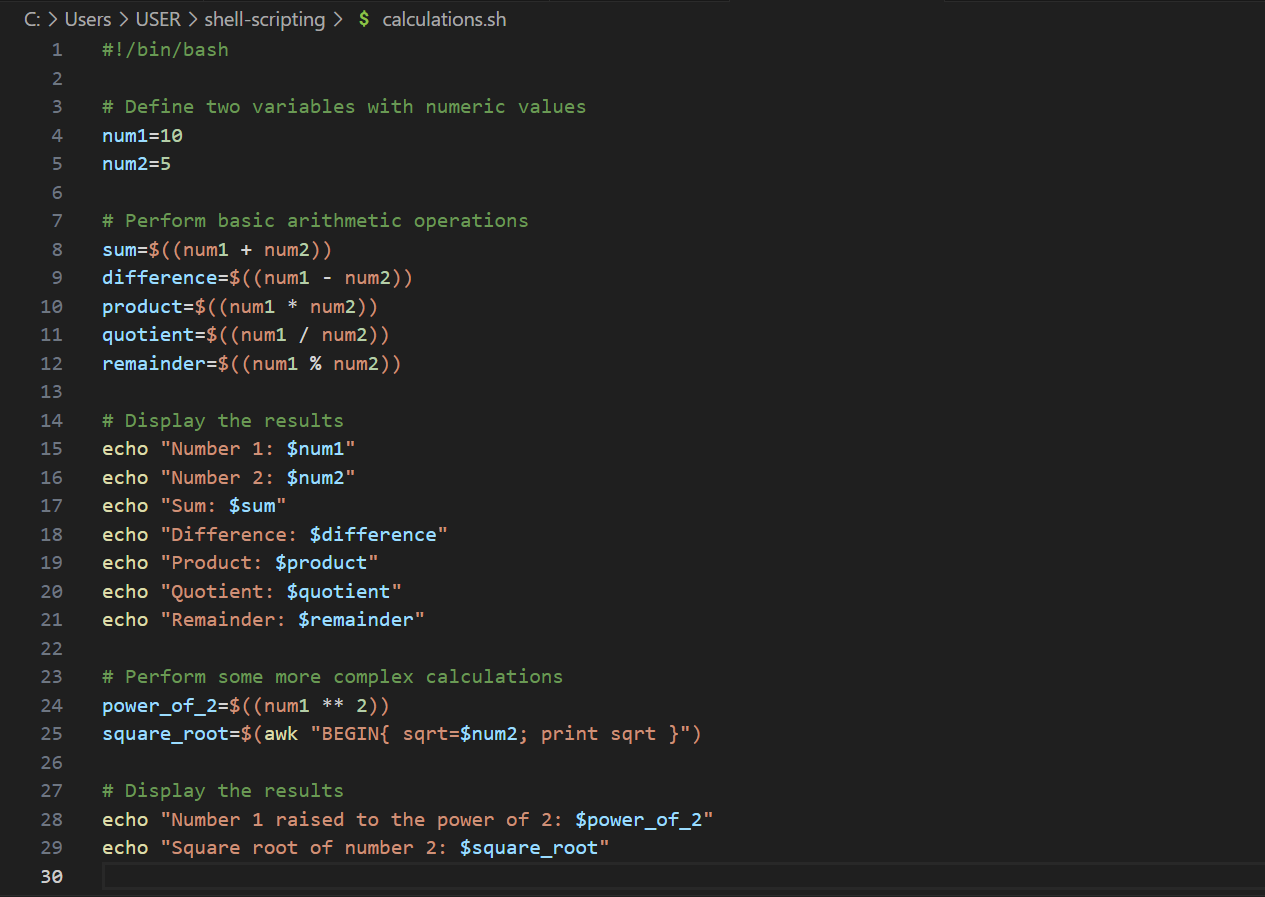 C: > Users > USER > shell-scripting > $ calculations.sh
1 #!/bin/bash
2
3 # Define two variables with numeric values
4 num1=10
5 num2=5
6
7 # Perform basic arithmetic operations
8 sum=$((num1 + num2))
9 difference=$((num1 - num2))
10 product=$((num1 * num2))
11 quotient=$((num1 / num2))
12 remainder=$((num1 % num2))
13
14 # Display the results
15 echo "Number 1: $num1"
16 echo "Number 2: $num2"
17 echo "Sum: $sum"
18 echo "Difference: $difference"
19 echo "Product: $product"
20 echo "Quotient: $quotient"
21 echo "Remainder: $remainder"
22
23 # Perform some more complex calculations
24 power_of_2=$((num1 ** 2))
25 square_root=$(awk "BEGIN{ sqrt=$num2; print sqrt }")
26
27 # Display the results
28 echo "Number 1 raised to the power of 2: $power_of_2"
29 echo "Square root of number 2: $square_root"
30